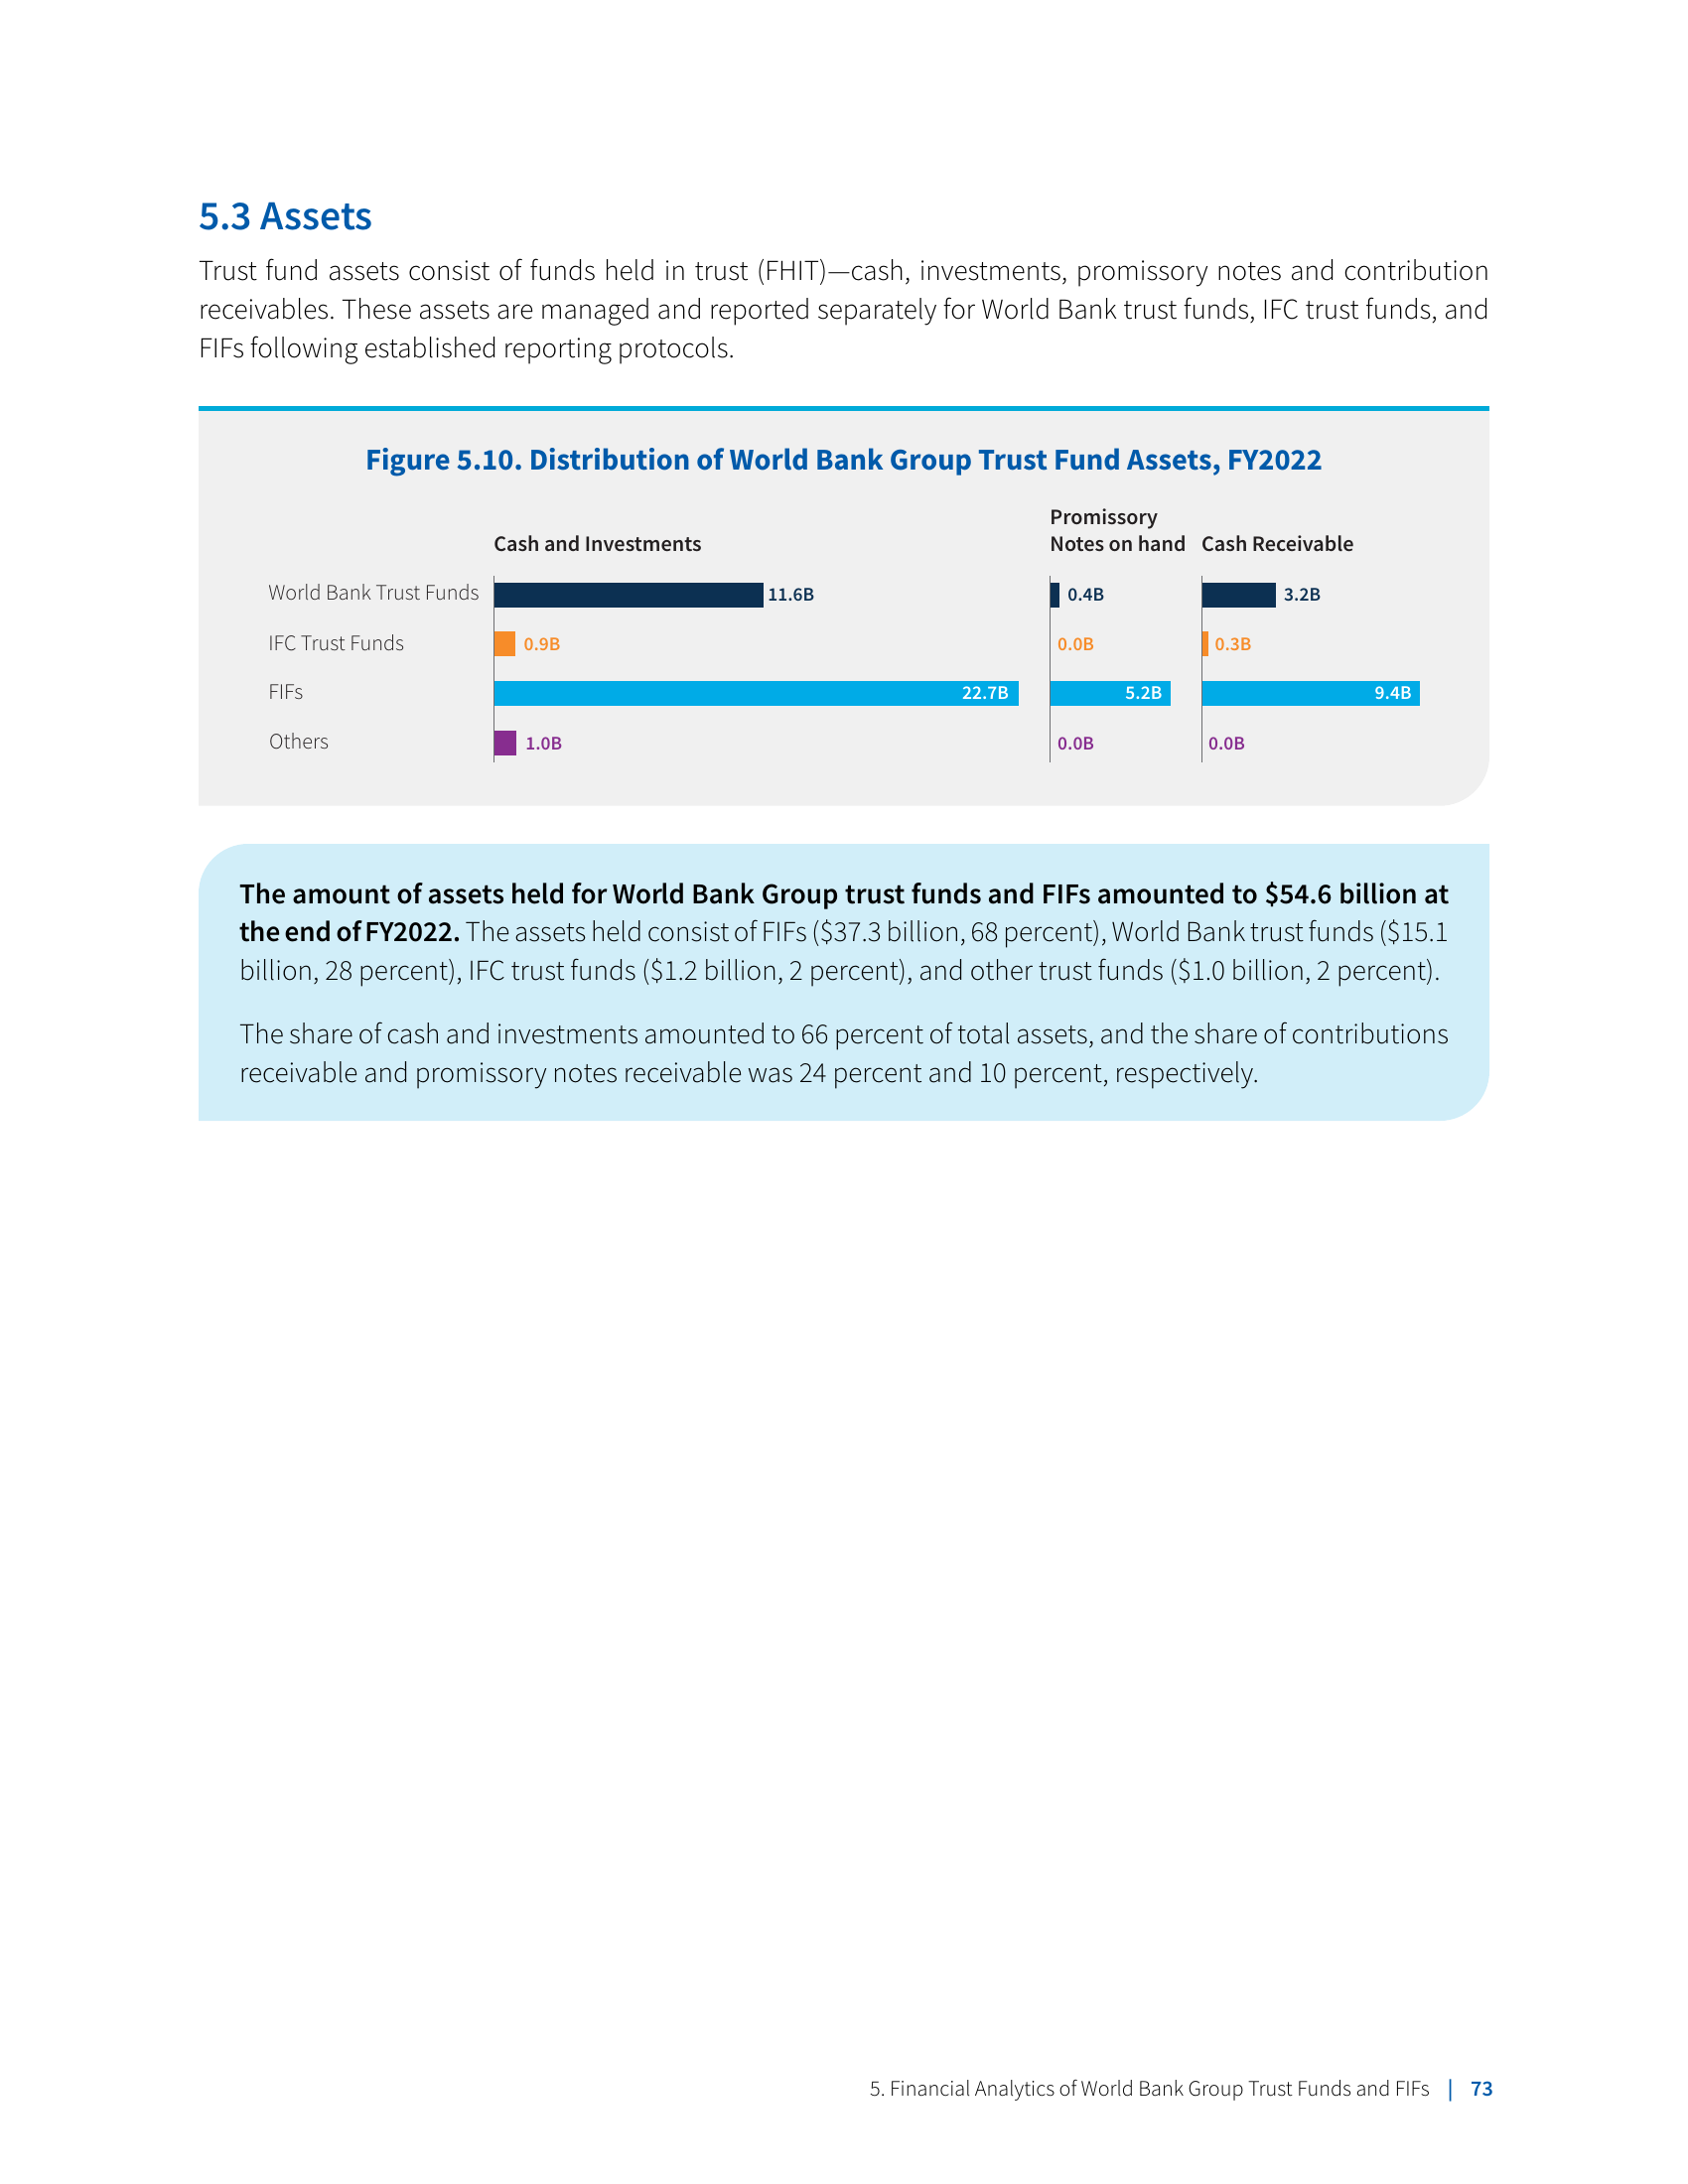 5.3 Assets
Trust fund assets consist of funds held in trust (FHIT)—cash, investments, promissory notes and contribution
receivables. These assets are managed and reported separately for World Bank trust funds, IFC trust funds, and
FIFs following established reporting protocols.
Figure 5.10. Distribution of World Bank Group Trust Fund Assets, FY2022
Promissory
Cash and Investments Notes on hand Cash Receivable
World Bank Trust Funds 11.6B 0.4B 3.2B
IFC Trust Funds 0.9B 0.0B 0.3B
FIFs 22.7B 5.2B 9.4B
Others 1.0B 0.0B 0.0B
The amount of assets held for World Bank Group trust funds and FIFs amounted to $54.6 billion at
the end of FY2022. The assets held consist of FIFs ($37.3 billion, 68 percent), World Bank trust funds ($15.1
billion, 28 percent), IFC trust funds ($1.2 billion, 2 percent), and other trust funds ($1.0 billion, 2 percent).
The share of cash and investments amounted to 66 percent of total assets, and the share of contributions
receivable and promissory notes receivable was 24 percent and 10 percent, respectively.
5. Financial Analytics of World Bank Group Trust Funds and FIFs | 73